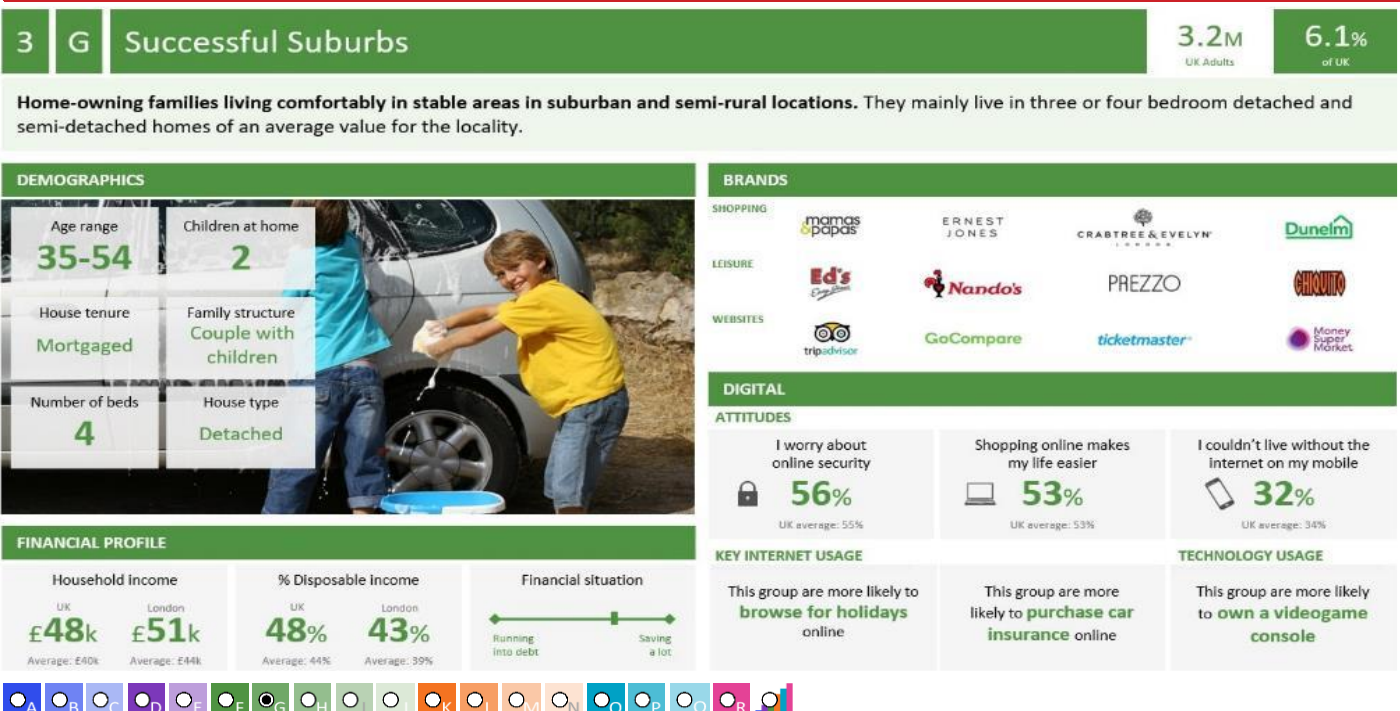 3 G Successful Suburbs
3.2M
UK Adults
6.1%
of UK
Home-owning families living comfortably in stable areas in suburban and semi-rural locations. They mainly live in three or four bedroom detached and
semi-detached homes of an average value for the locality.
DEMOGRAPHICS
Age range
35-54
Children at home
2
House tenure
Mortgaged
Family structure
Couple with
children
Number of beds
4
House type
Detached
FINANCIAL PROFILE
Household income
UK
£48k
Average: £40k
London
£51k
Average: £44k
% Disposable income
UK
48%
Average: 44%
London
43%
Average: 39%
Financial situation
Running
into debt
Saving
a lot
BRANDS
SHOPPING
mamas
&papas
ERNEST
JONES
CRABTREE & EVELYN
LONDON
Dunelm
LEISURE
Ed's
Easy Diner
Nando's
PREZZO
CHIQUITO
WEBSITES
tripadvisor
GoCompare
ticketmaster
Money
Super
Market
DIGITAL
ATTITUDES
I worry about
online security
56%
UK average: 55%
Shopping online makes
my life easier
53%
UK average: 53%
I couldn't live without the
internet on my mobile
32%
UK average: 34%
KEY INTERNET USAGE
This group are more likely to
browse for holidays
online
This group are more
likely to purchase car
insurance online
TECHNOLOGY USAGE
This group are more likely
to own a videogame
console
A B C D E F G H I J K L M N O P Q R